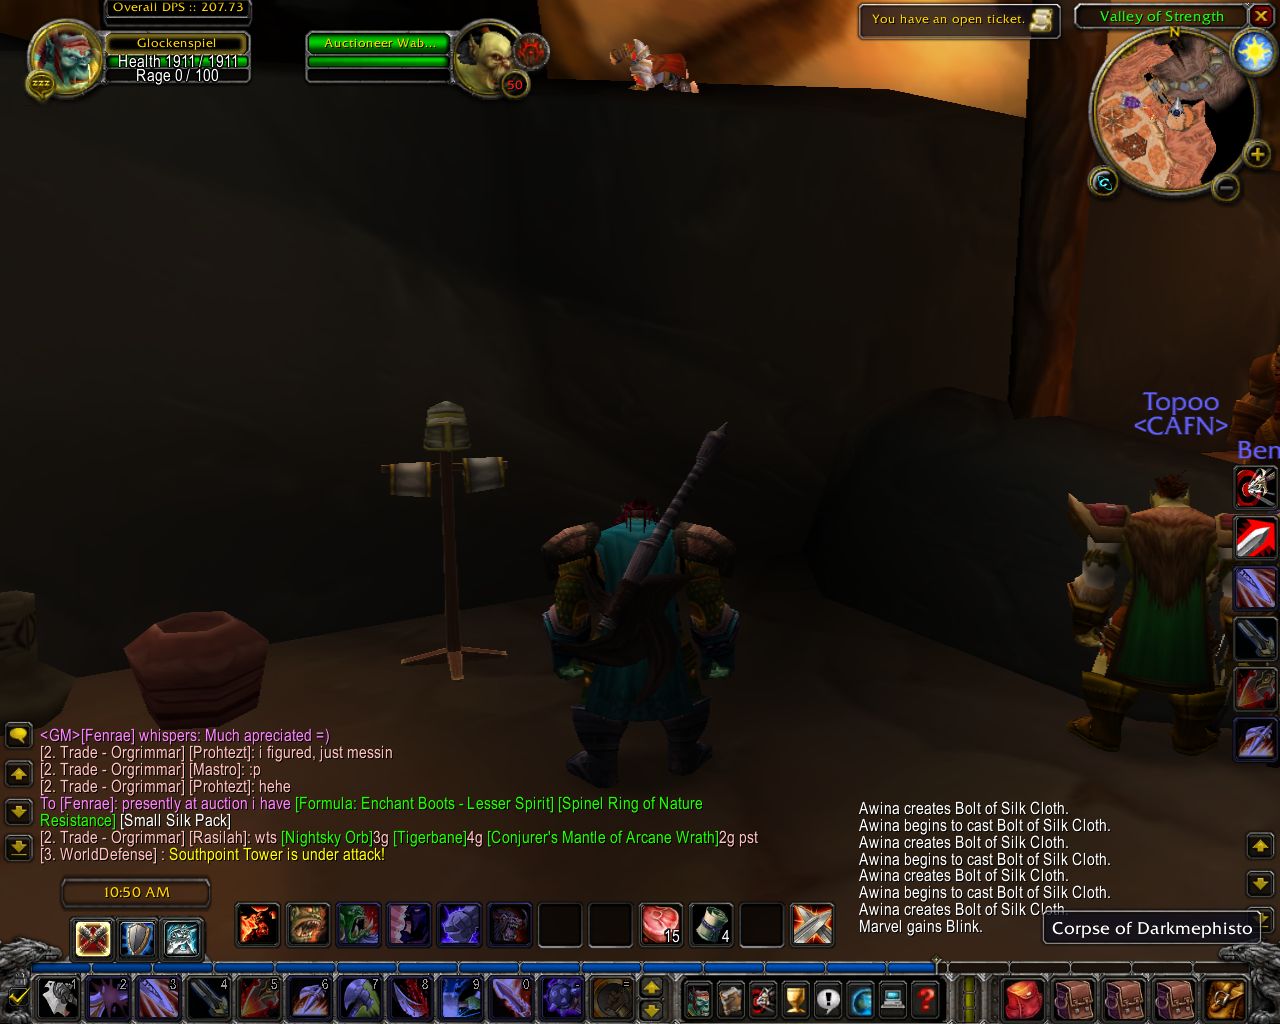 Overall DPS :: 207.73
Glockenspiel
Health 1911 / 1911
Rage 0 / 100
zzz
Auctioneer Wab...
50
You have an open ticket.
Valley of Strength
N
Topoo
<CAFN>
Ben
<GM>[Fenrae] whispers: Much apreciated =)
[2. Trade - Orgrimmar] [Prohtezt]: i figured, just messin
[2. Trade - Orgrimmar] [Mastro]: :p
[2. Trade - Orgrimmar] [Prohtezt]: hehe
To [Fenrae]: presently at auction i have [Formula: Enchant Boots - Lesser Spirit] [Spinel Ring of Nature
Resistance] [Small Silk Pack]
[2. Trade - Orgrimmar] [Rasilah]: wts [Nightsky Orb]3g [Tigerbane]4g [Conjurer's Mantle of Arcane Wrath]2g pst
[3. WorldDefense] : Southpoint Tower is under attack!
Awina creates Bolt of Silk Cloth.
Awina begins to cast Bolt of Silk Cloth.
Awina creates Bolt of Silk Cloth.
Awina begins to cast Bolt of Silk Cloth.
Awina creates Bolt of Silk Cloth.
Awina begins to cast Bolt of Silk Cloth.
Awina creates Bolt of Silk Cloth.
Marvel gains Blink.
Corpse of Darkmephisto
10:50 AM
15
4
1 2 3 4 5 6 7 8 9 0 - =